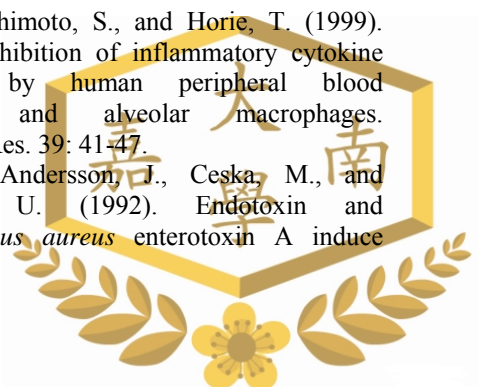 himoto, S., and Horie, T. (1999).
hibition of inflammatory cytokine
by human peripheral blood
and alveolar macrophages.
es. 39: 41-47.
Andersson, J., Ceska, M., and
U. (1992). Endotoxin and
us aureus enterotoxin A induce
大
嘉 南
學